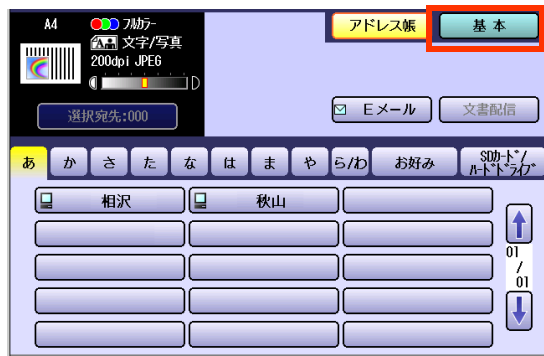 A4 フルカラー アドレス帳 基本
文字/写真
200dpi JPEG
選択宛先:000 Eメール 文書配信
あ か さ た な は ま や ら/わ お好み SDカード/
ハードドライブ
相沢 秋山
01
/
01